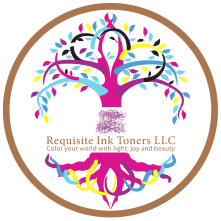 Requisite Ink Toners LLC
Color your world with light, joy and beauty